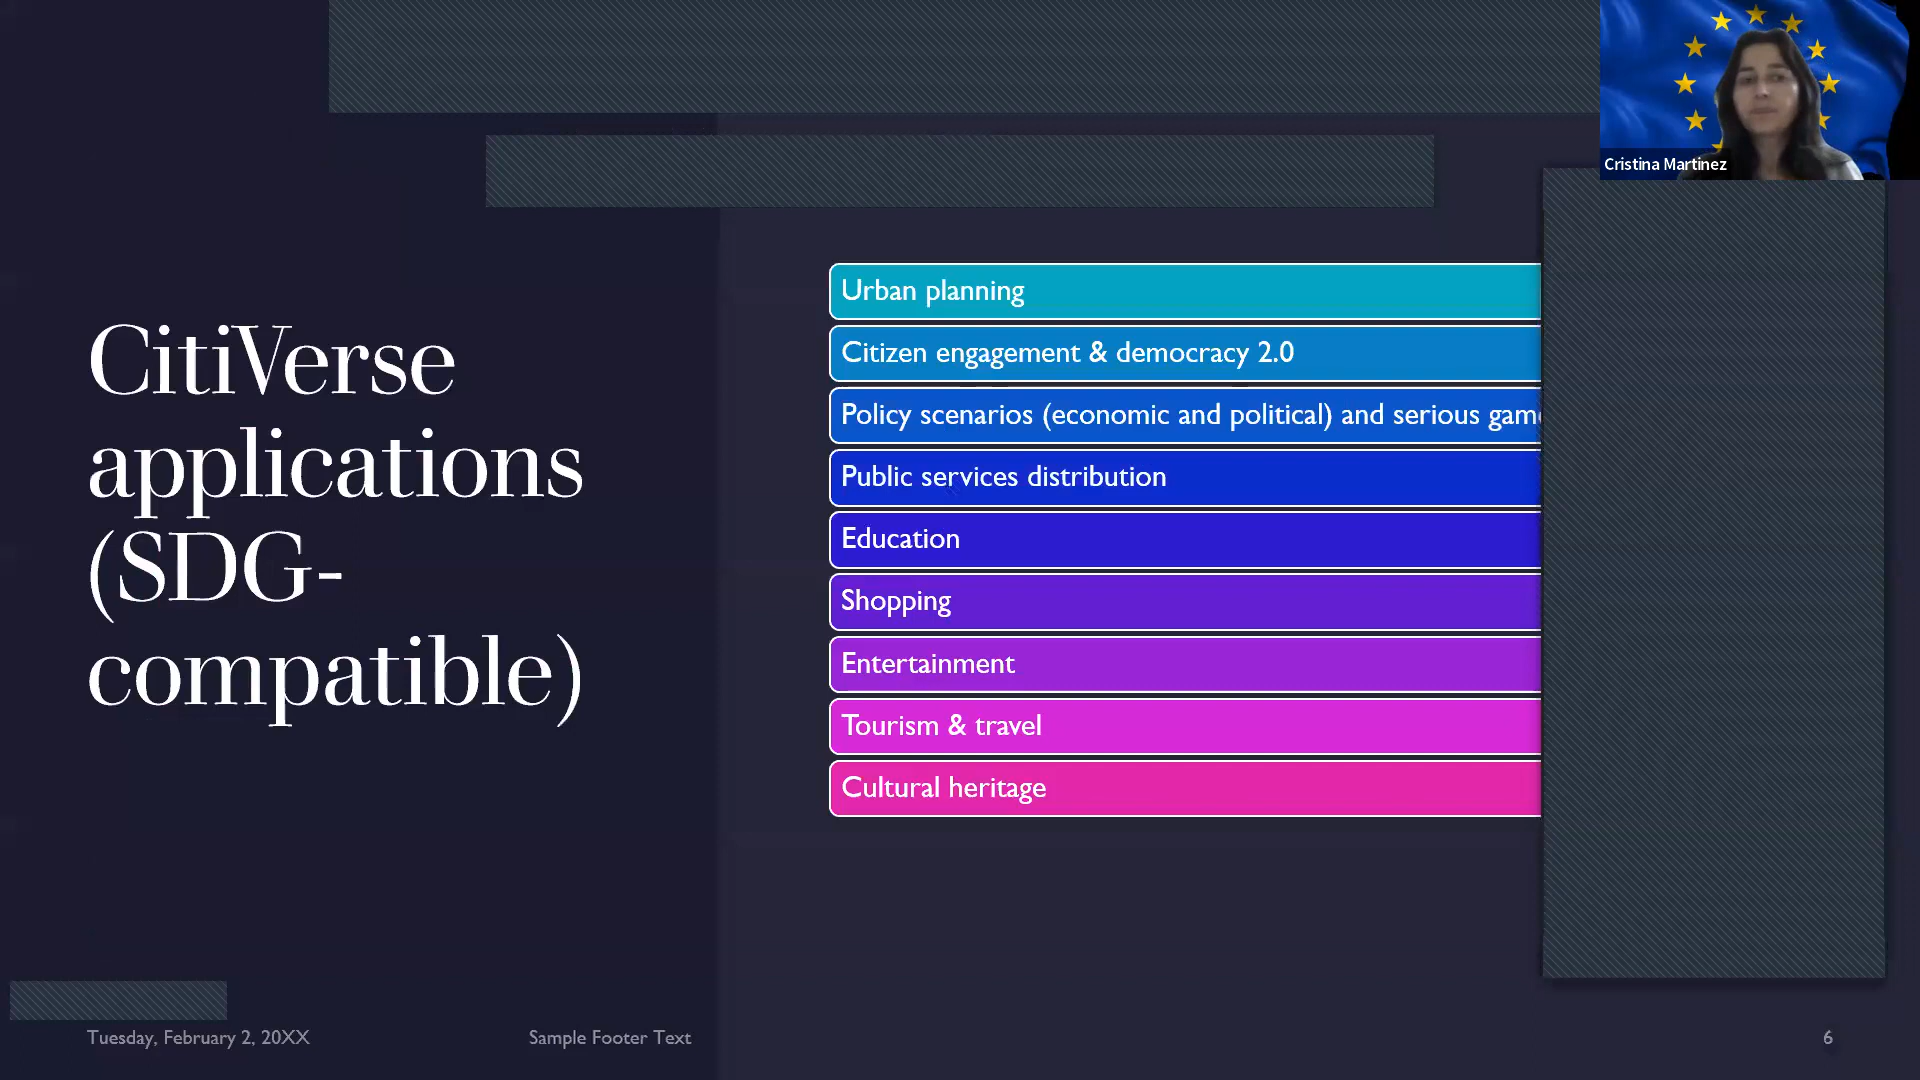 CitiVerse
applications
(SDG-
compatible)
Urban planning
Citizen engagement & democracy 2.0
Policy scenarios (economic and political) and serious
Public services distribution
Education
Shopping
Entertainment
Tourism & travel
Cultural heritage
Cristina Martinez
Tuesday, February 2, 20XX
Sample Footer Text
6